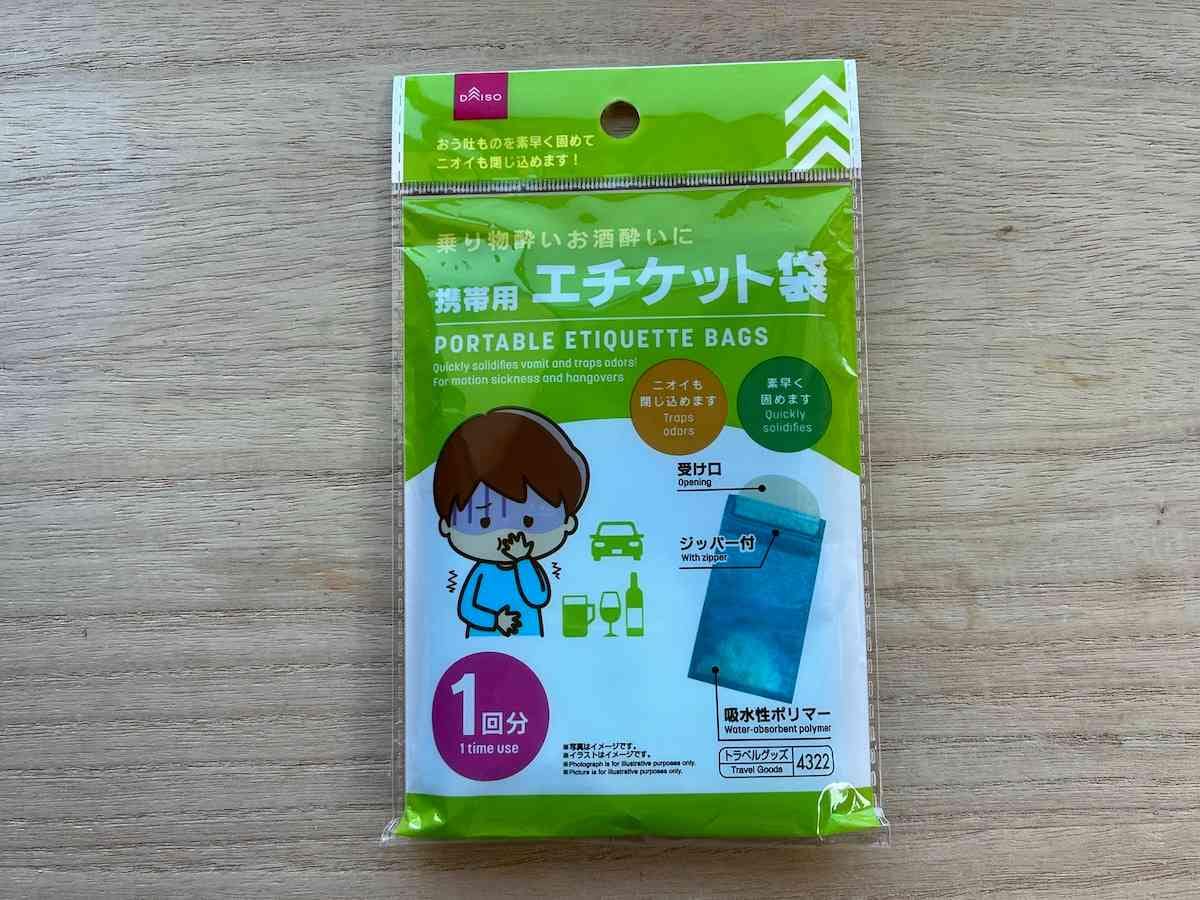 DAISO
おう吐ものを素早く固めて
ニオイも閉じ込めます！
乗り物酔いお酒酔いに
携帯用 エチケット袋
PORTABLE ETIQUETTE BAGS
Quickly solidifies vomit and traps odors!
For motion sickness and hangovers
ニオイも
閉じ込めます
Traps
odors
素早く
固めます
Quickly
solidifies
受け口
Opening
ジッパー付
With zipper
吸水性ポリマー
Water-absorbent polymer
1回分
1 time use
※写真はイメージです。
※イラストはイメージです。
※Photograph is for illustrative purposes only.
※Picture is for illustrative purposes only.
トラベルグッズ
Travel Goods
4322